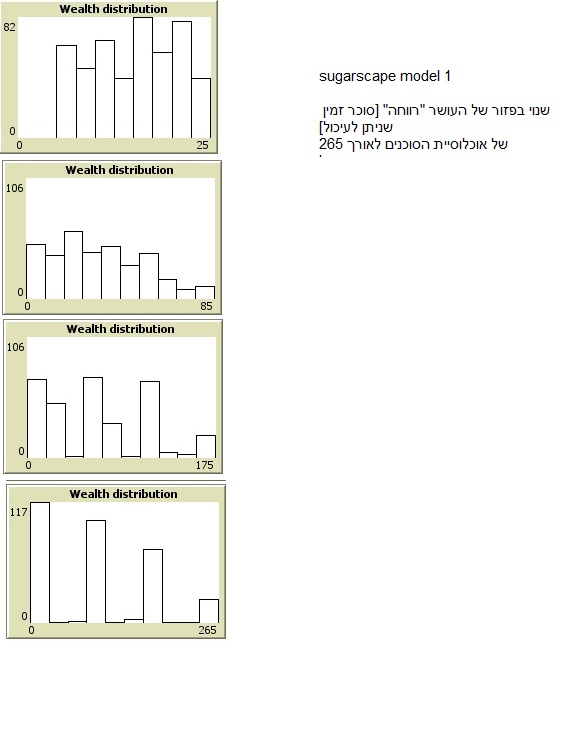 Wealth distribution
82
0
0 25
sugarscape model 1
שנוי בפזור של העושר "רווחה" [סוכר זמין
שניתן לעיכול]
של אוכלוסיית הסוכנים לאורך 265
Wealth distribution
106
0
0 85
Wealth distribution
106
0
0 175
Wealth distribution
117
0
0 265